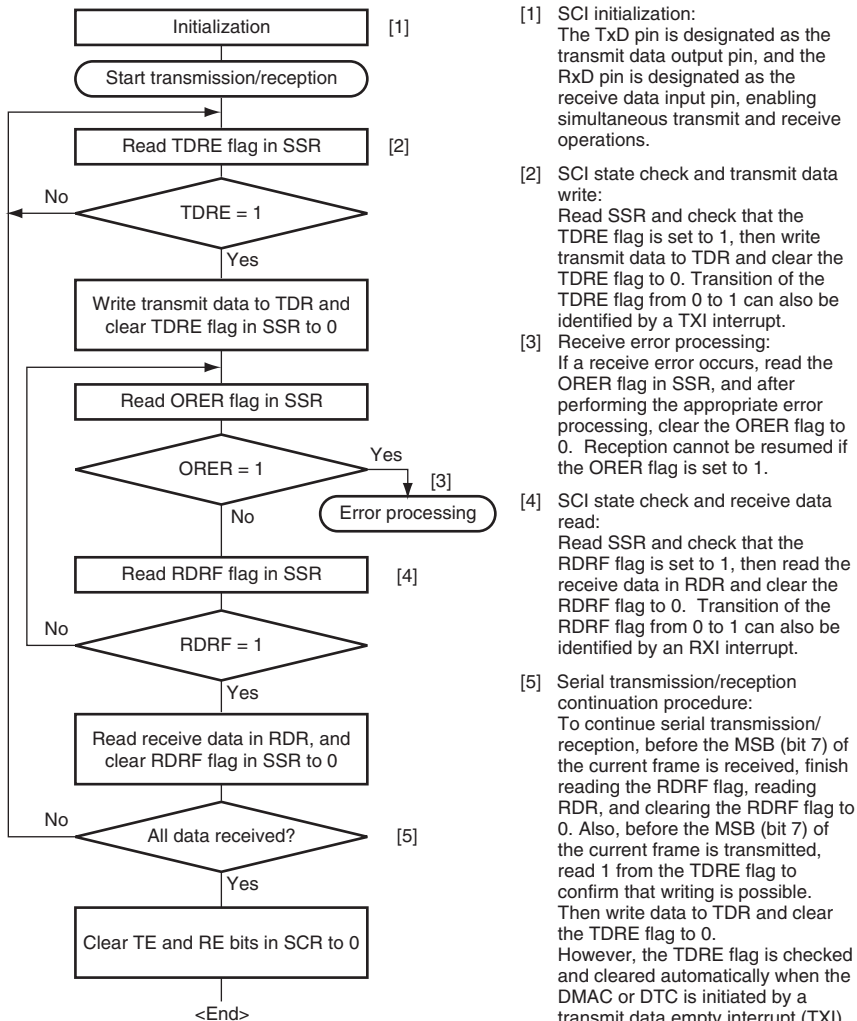 Initialization
[1]
Start transmission/reception
Read TDRE flag in SSR
[2]
No
TDRE = 1
Yes
Write transmit data to TDR and
clear TDRE flag in SSR to 0
Read ORER flag in SSR
Yes
ORER = 1
[3]
No
Error processing
Read RDRF flag in SSR
[4]
No
RDRF = 1
Yes
Read receive data in RDR, and
clear RDRF flag in SSR to 0
No
All data received?
[5]
Yes
Clear TE and RE bits in SCR to 0
<End>
[1] SCI initialization:
The TxD pin is designated as the
transmit data output pin, and the
RxD pin is designated as the
receive data input pin, enabling
simultaneous transmit and receive
operations.
[2] SCI state check and transmit data
write:
Read SSR and check that the
TDRE flag is set to 1, then write
transmit data to TDR and clear the
TDRE flag to 0. Transition of the
TDRE flag from 0 to 1 can also be
identified by a TXI interrupt.
[3] Receive error processing:
If a receive error occurs, read the
ORER flag in SSR, and after
performing the appropriate error
processing, clear the ORER flag to
0. Reception cannot be resumed if
the ORER flag is set to 1.
[4] SCI state check and receive data
read:
Read SSR and check that the
RDRF flag is set to 1, then read the
receive data in RDR and clear the
RDRF flag to 0. Transition of the
RDRF flag from 0 to 1 can also be
identified by an RXI interrupt.
[5] Serial transmission/reception
continuation procedure:
To continue serial transmission/
reception, before the MSB (bit 7) of
the current frame is received, finish
reading the RDRF flag, reading
RDR, and clearing the RDRF flag to
0. Also, before the MSB (bit 7) of
the current frame is transmitted,
read 1 from the TDRE flag to
confirm that writing is possible.
Then write data to TDR and clear
the TDRE flag to 0.
However, the TDRE flag is checked
and cleared automatically when the
DMAC or DTC is initiated by a
transmit data empty interrupt (TXI)